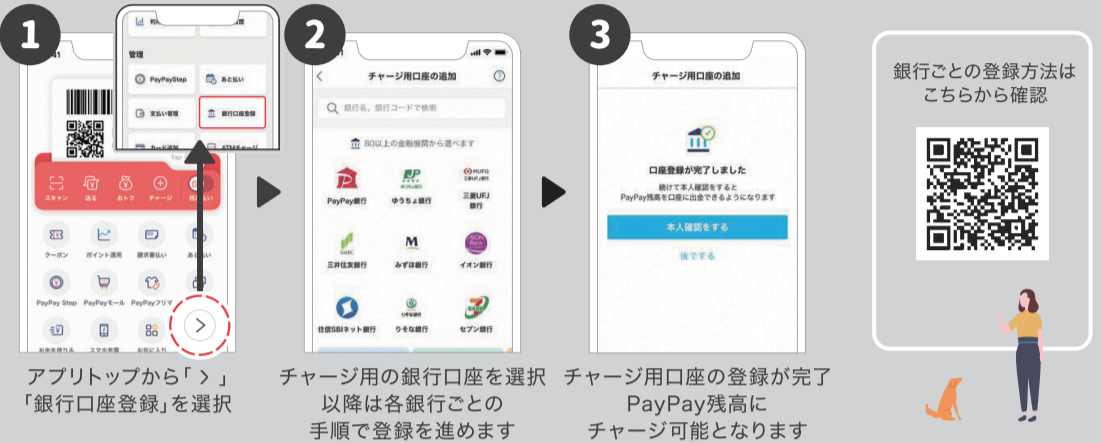 1
管理
PayPayStep
あと払い
支払い管理
銀行口座登録
スキャン
送る
おトク
チャージ
クーポン
ポイント運用
請求書払い
PayPay Step
PayPayモール
PayPayフリマ
アプリトップから「 > 」
「銀行口座登録」を選択
2
チャージ用口座の追加
銀行名、銀行コードで検索
80以上の金融機関から選べます
PayPay銀行
ゆうちょ銀行
三菱UFJ
銀行
三井住友銀行
みずほ銀行
イオン銀行
住信SBIネット銀行
りそな銀行
セブン銀行
チャージ用の銀行口座を選択
以降は各銀行ごとの
手順で登録を進めます
3
チャージ用口座の追加
口座登録が完了しました
続けて本人確認をすると
PayPay残高を口座に出金できるようになります
本人確認をする
後でする
チャージ用口座の登録が完了
PayPay残高に
チャージ可能となります
銀行ごとの登録方法は
こちらから確認